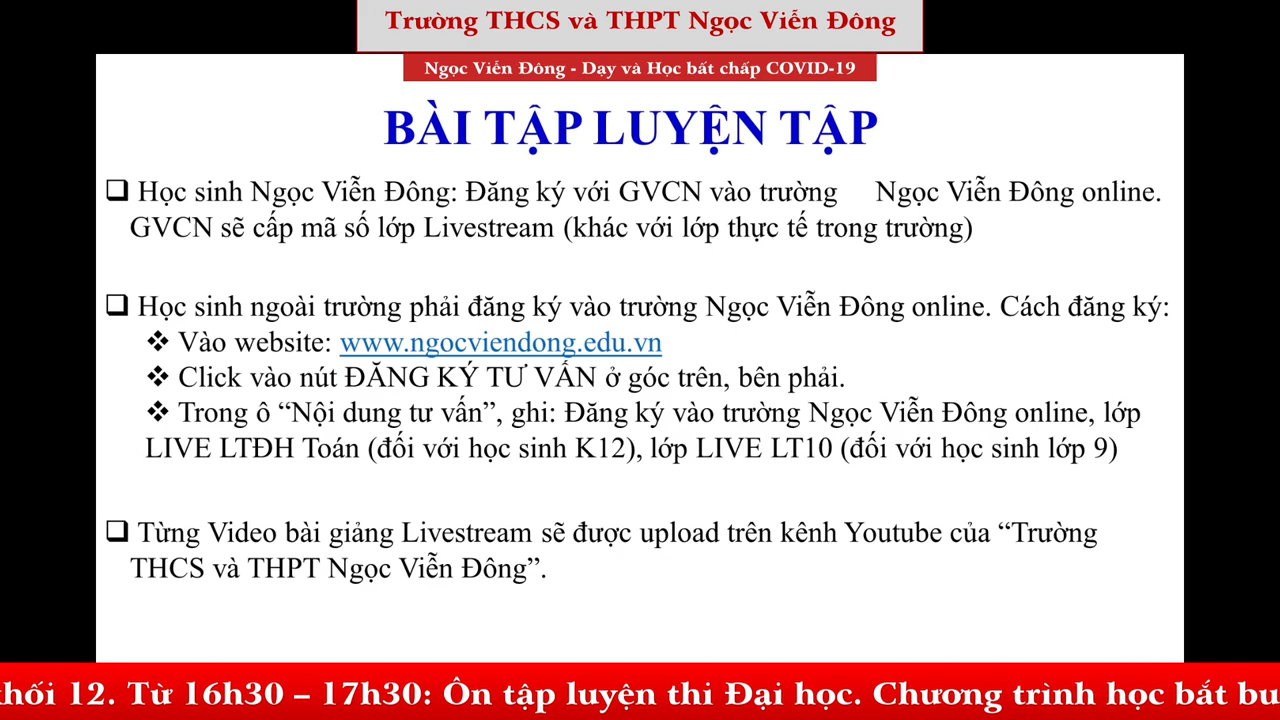 Trường THCS và THPT Ngọc Viễn Đông
Ngọc Viễn Đông - Dạy và Học bất chấp COVID-19
BÀI TẬP LUYỆN TẬP
❑ Học sinh Ngọc Viễn Đông: Đăng ký với GVCN vào trường Ngọc Viễn Đông online.
GVCN sẽ cấp mã số lớp Livestream (khác với lớp thực tế trong trường)
❑ Học sinh ngoài trường phải đăng ký vào trường Ngọc Viễn Đông online. Cách đăng ký:
❖ Vào website: www.ngocviendong.edu.vn
❖ Click vào nút ĐĂNG KÝ TƯ VẤN ở góc trên, bên phải.
❖ Trong ô “Nội dung tư vấn”, ghi: Đăng ký vào trường Ngọc Viễn Đông online, lớp
LIVE LTĐH Toán (đối với học sinh K12), lớp LIVE LT10 (đối với học sinh lớp 9)
❑ Từng Video bài giảng Livestream sẽ được upload trên kênh Youtube của “Trường
THCS và THPT Ngọc Viễn Đông”.
khối 12. Từ 16h30 – 17h30: Ôn tập luyện thi Đại học. Chương trình học bắt bu